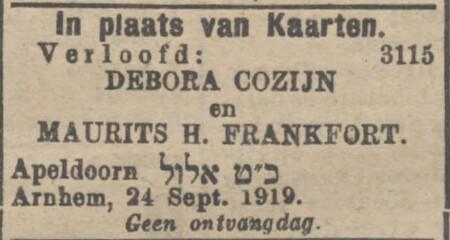 In plaats van Kaarten.
Verloofd: 3115
DEBORA COZIJN
en
MAURITS H. FRANKFORT.
Apeldoorn כ״ט אלול
Arnhem, 24 Sept. 1919.
Geen ontvangdag.